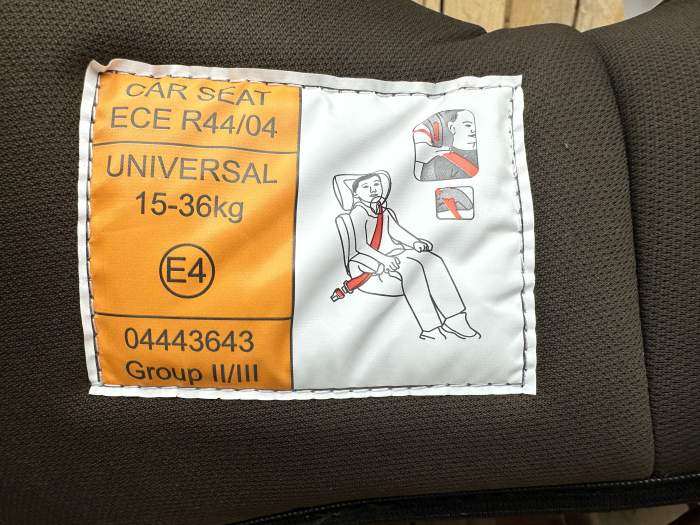 CAR SEAT
ECE R44/04
UNIVERSAL
15-36kg
E4
04443643
Group II/III